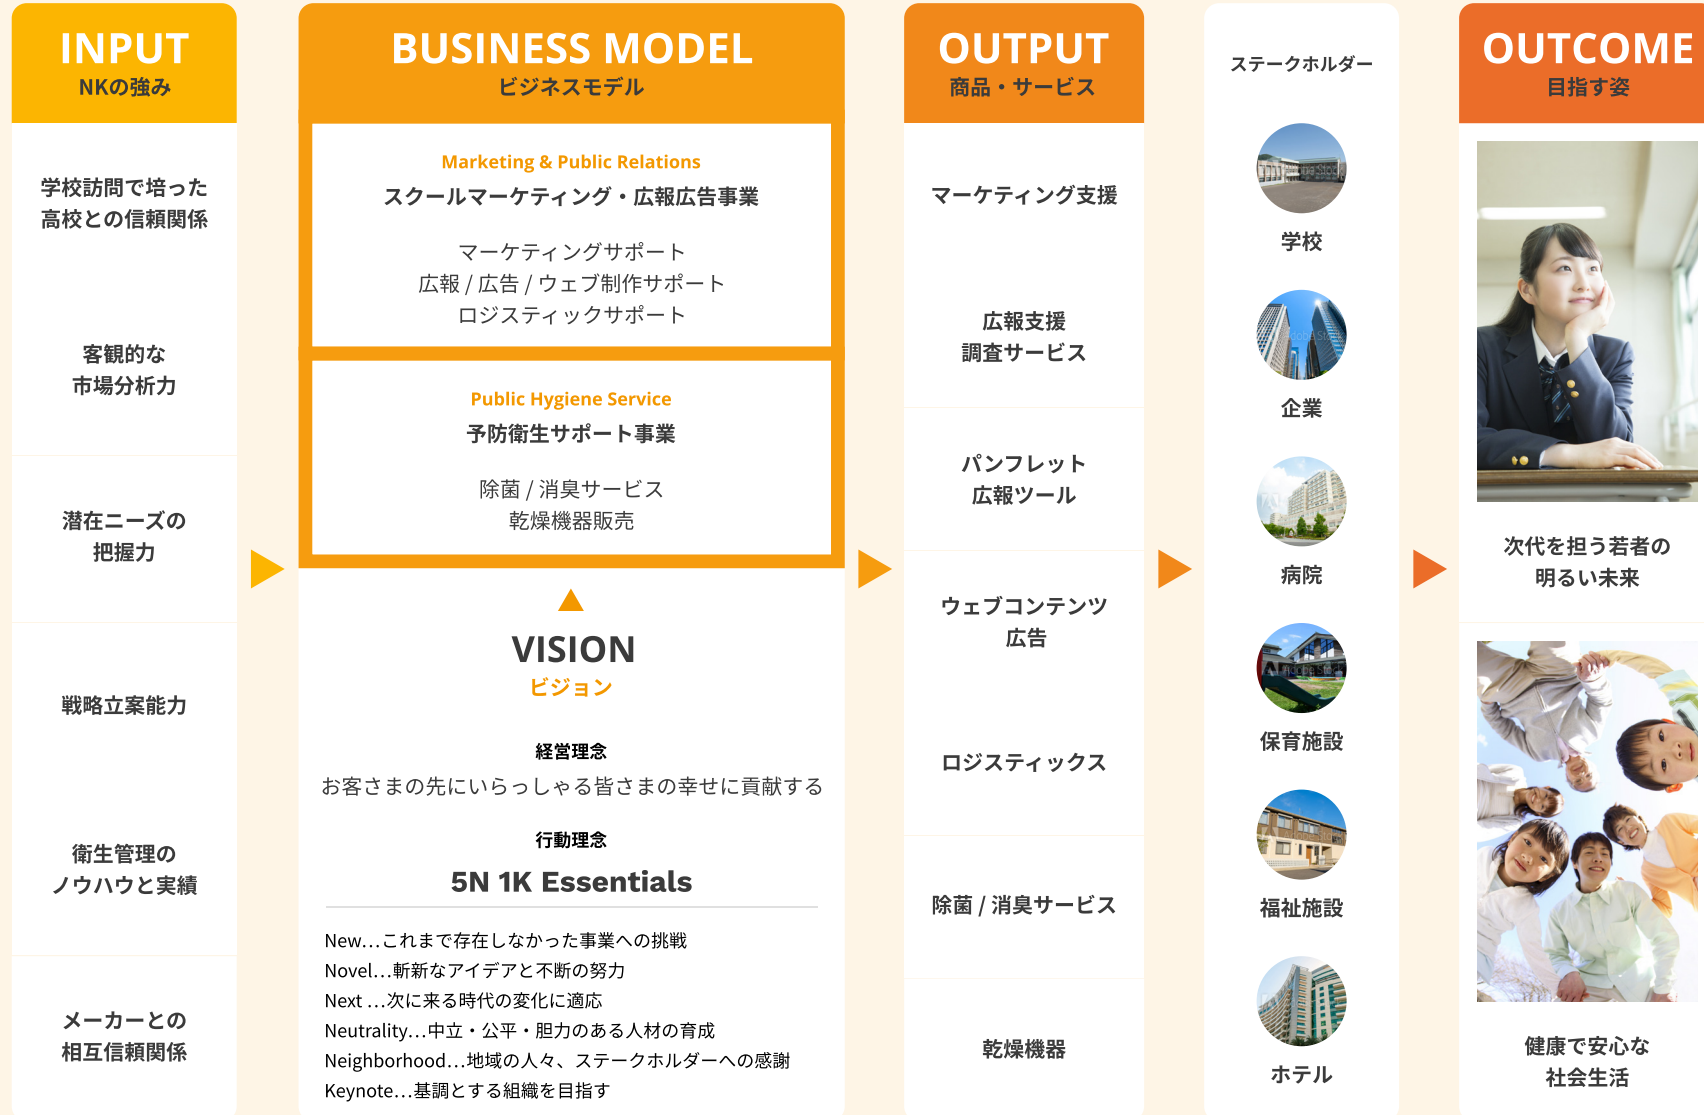 INPUT
NKの強み
学校訪問で培った
高校との信頼関係
客観的な
市場分析力
潜在ニーズの
把握力
戦略立案能力
衛生管理の
ノウハウと実績
メーカーとの
相互信頼関係
BUSINESS MODEL
ビジネスモデル
Marketing & Public Relations
スクールマーケティング・広報広告事業
マーケティングサポート
広報 / 広告 / ウェブ制作サポート
ロジスティックサポート
Public Hygiene Service
予防衛生サポート事業
除菌 / 消臭サービス
乾燥機器販売
VISION
ビジョン
経営理念
お客さまの先にいらっしゃる皆さまの幸せに貢献する
行動理念
5N 1K Essentials
New…これまで存在しなかった事業への挑戦
Novel…斬新なアイデアと不断の努力
Next …次に来る時代の変化に適応
Neutrality…中立・公平・胆力のある人材の育成
Neighborhood…地域の人々、ステークホルダーへの感謝
Keynote…基調とする組織を目指す
OUTPUT
商品・サービス
マーケティング支援
広報支援
調査サービス
パンフレット
広報ツール
ウェブコンテンツ
広告
ロジスティックス
除菌 / 消臭サービス
乾燥機器
ステークホルダー
学校
企業
病院
保育施設
福祉施設
ホテル
OUTCOME
目指す姿
次代を担う若者の
明るい未来
健康で安心な
社会生活